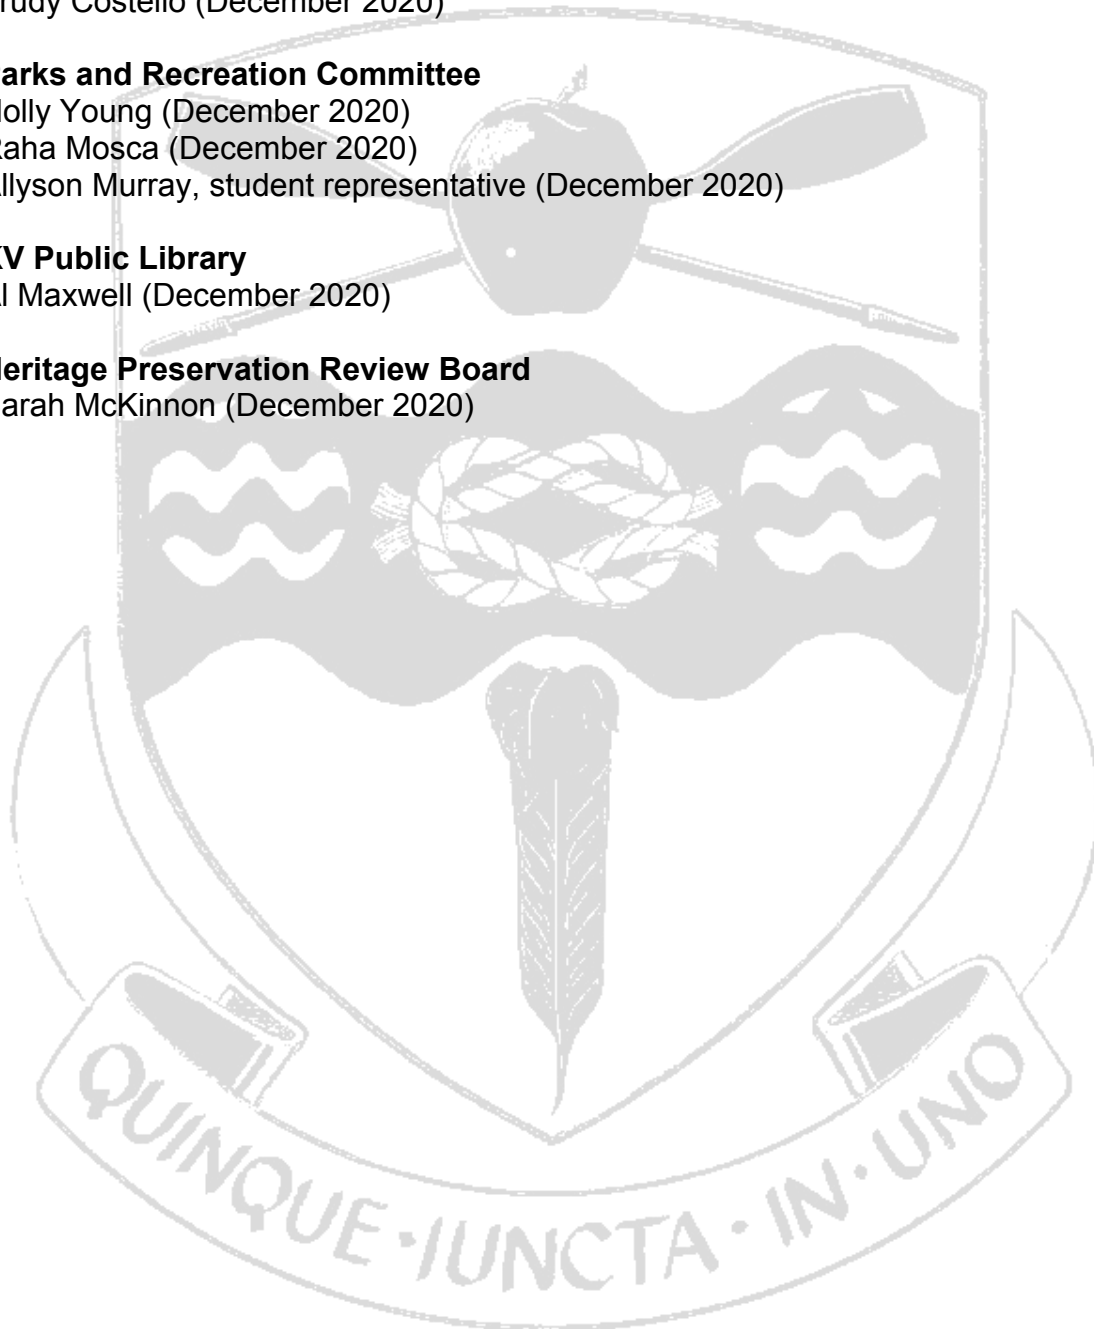 rudy Costello (December 2020)
arks and Recreation Committee
olly Young (December 2020)
aha Mosca (December 2020)
llyson Murray, student representative (December 2020)
V Public Library
l Maxwell (December 2020)
eritage Preservation Review Board
arah McKinnon (December 2020)
QUINQUE · IUNCTA · IN · UNO